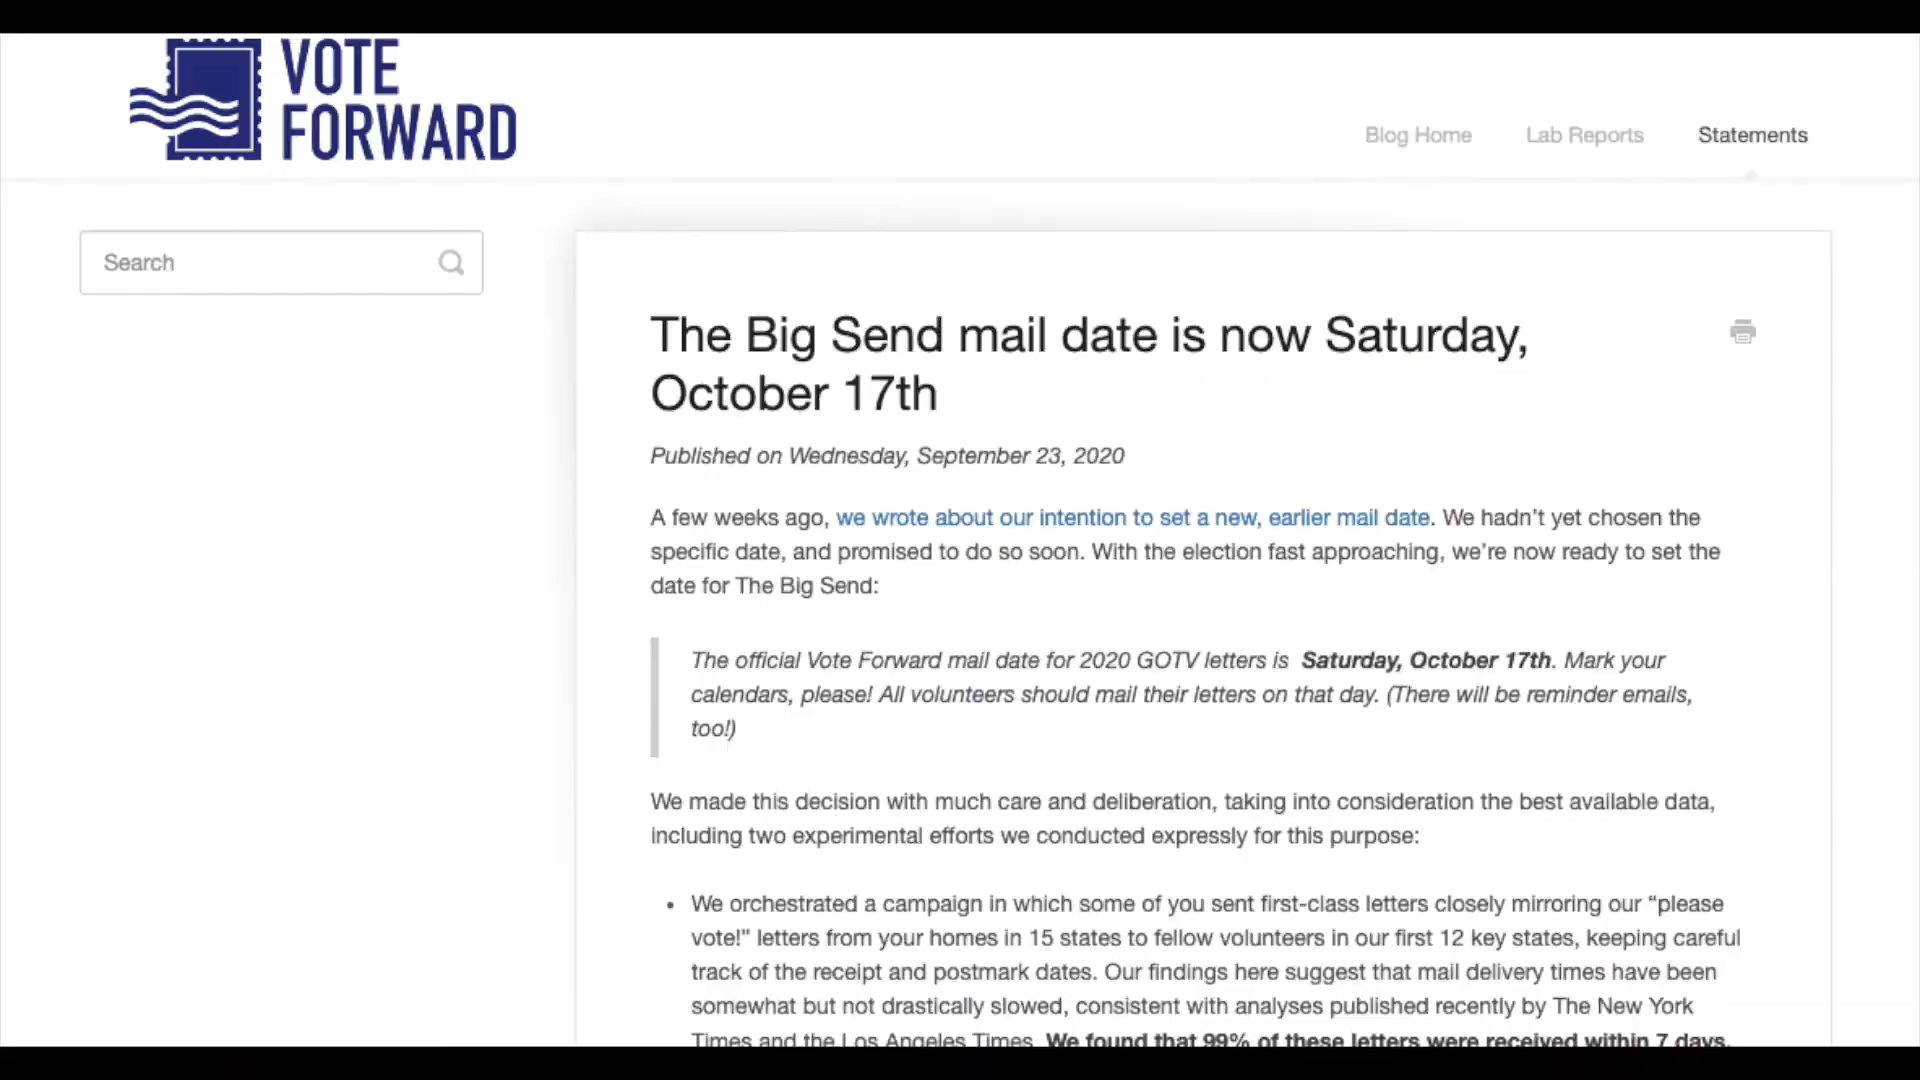 VOTE
FORWARD
Blog Home Lab Reports Statements
Search
The Big Send mail date is now Saturday,
October 17th
Published on Wednesday, September 23, 2020
A few weeks ago, we wrote about our intention to set a new, earlier mail date. We hadn’t yet chosen the
specific date, and promised to do so soon. With the election fast approaching, we’re now ready to set the
date for The Big Send:
The official Vote Forward mail date for 2020 GOTV letters is Saturday, October 17th. Mark your
calendars, please! All volunteers should mail their letters on that day. (There will be reminder emails,
too!)
We made this decision with much care and deliberation, taking into consideration the best available data,
including two experimental efforts we conducted expressly for this purpose:
• We orchestrated a campaign in which some of you sent first-class letters closely mirroring our “please
vote!” letters from your homes in 15 states to fellow volunteers in our first 12 key states, keeping careful
track of the receipt and postmark dates. Our findings here suggest that mail delivery times have been
somewhat but not drastically slowed, consistent with analyses published recently by The New York
Times and the Los Angeles Times. We found that 99% of these letters were received within 7 days.